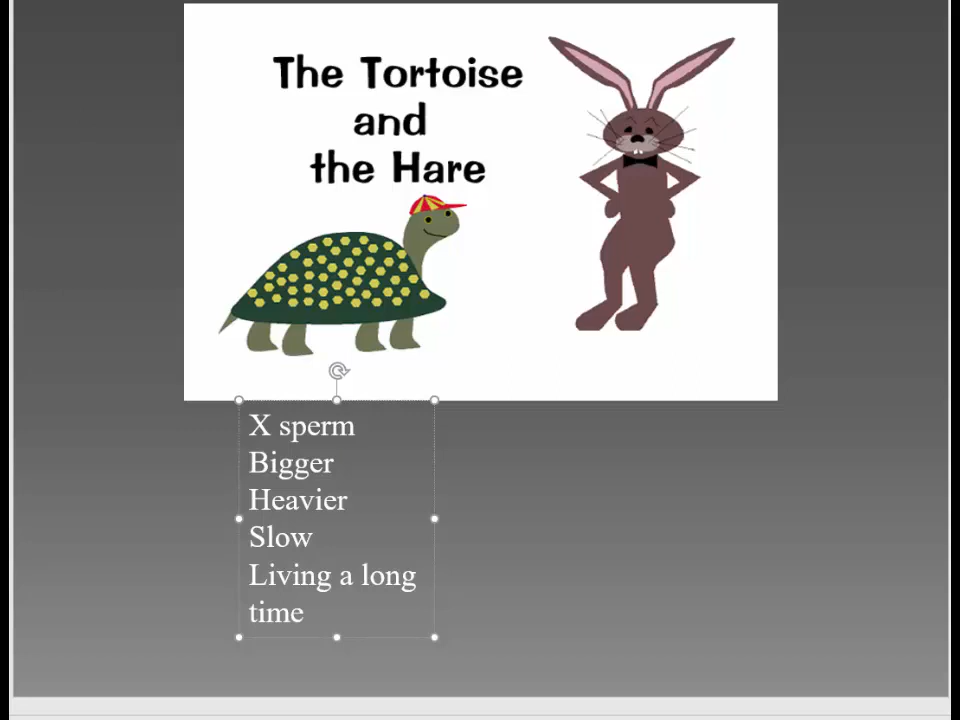 The Tortoise
and
the Hare
X sperm
Bigger
Heavier
Slow
Living a long
time